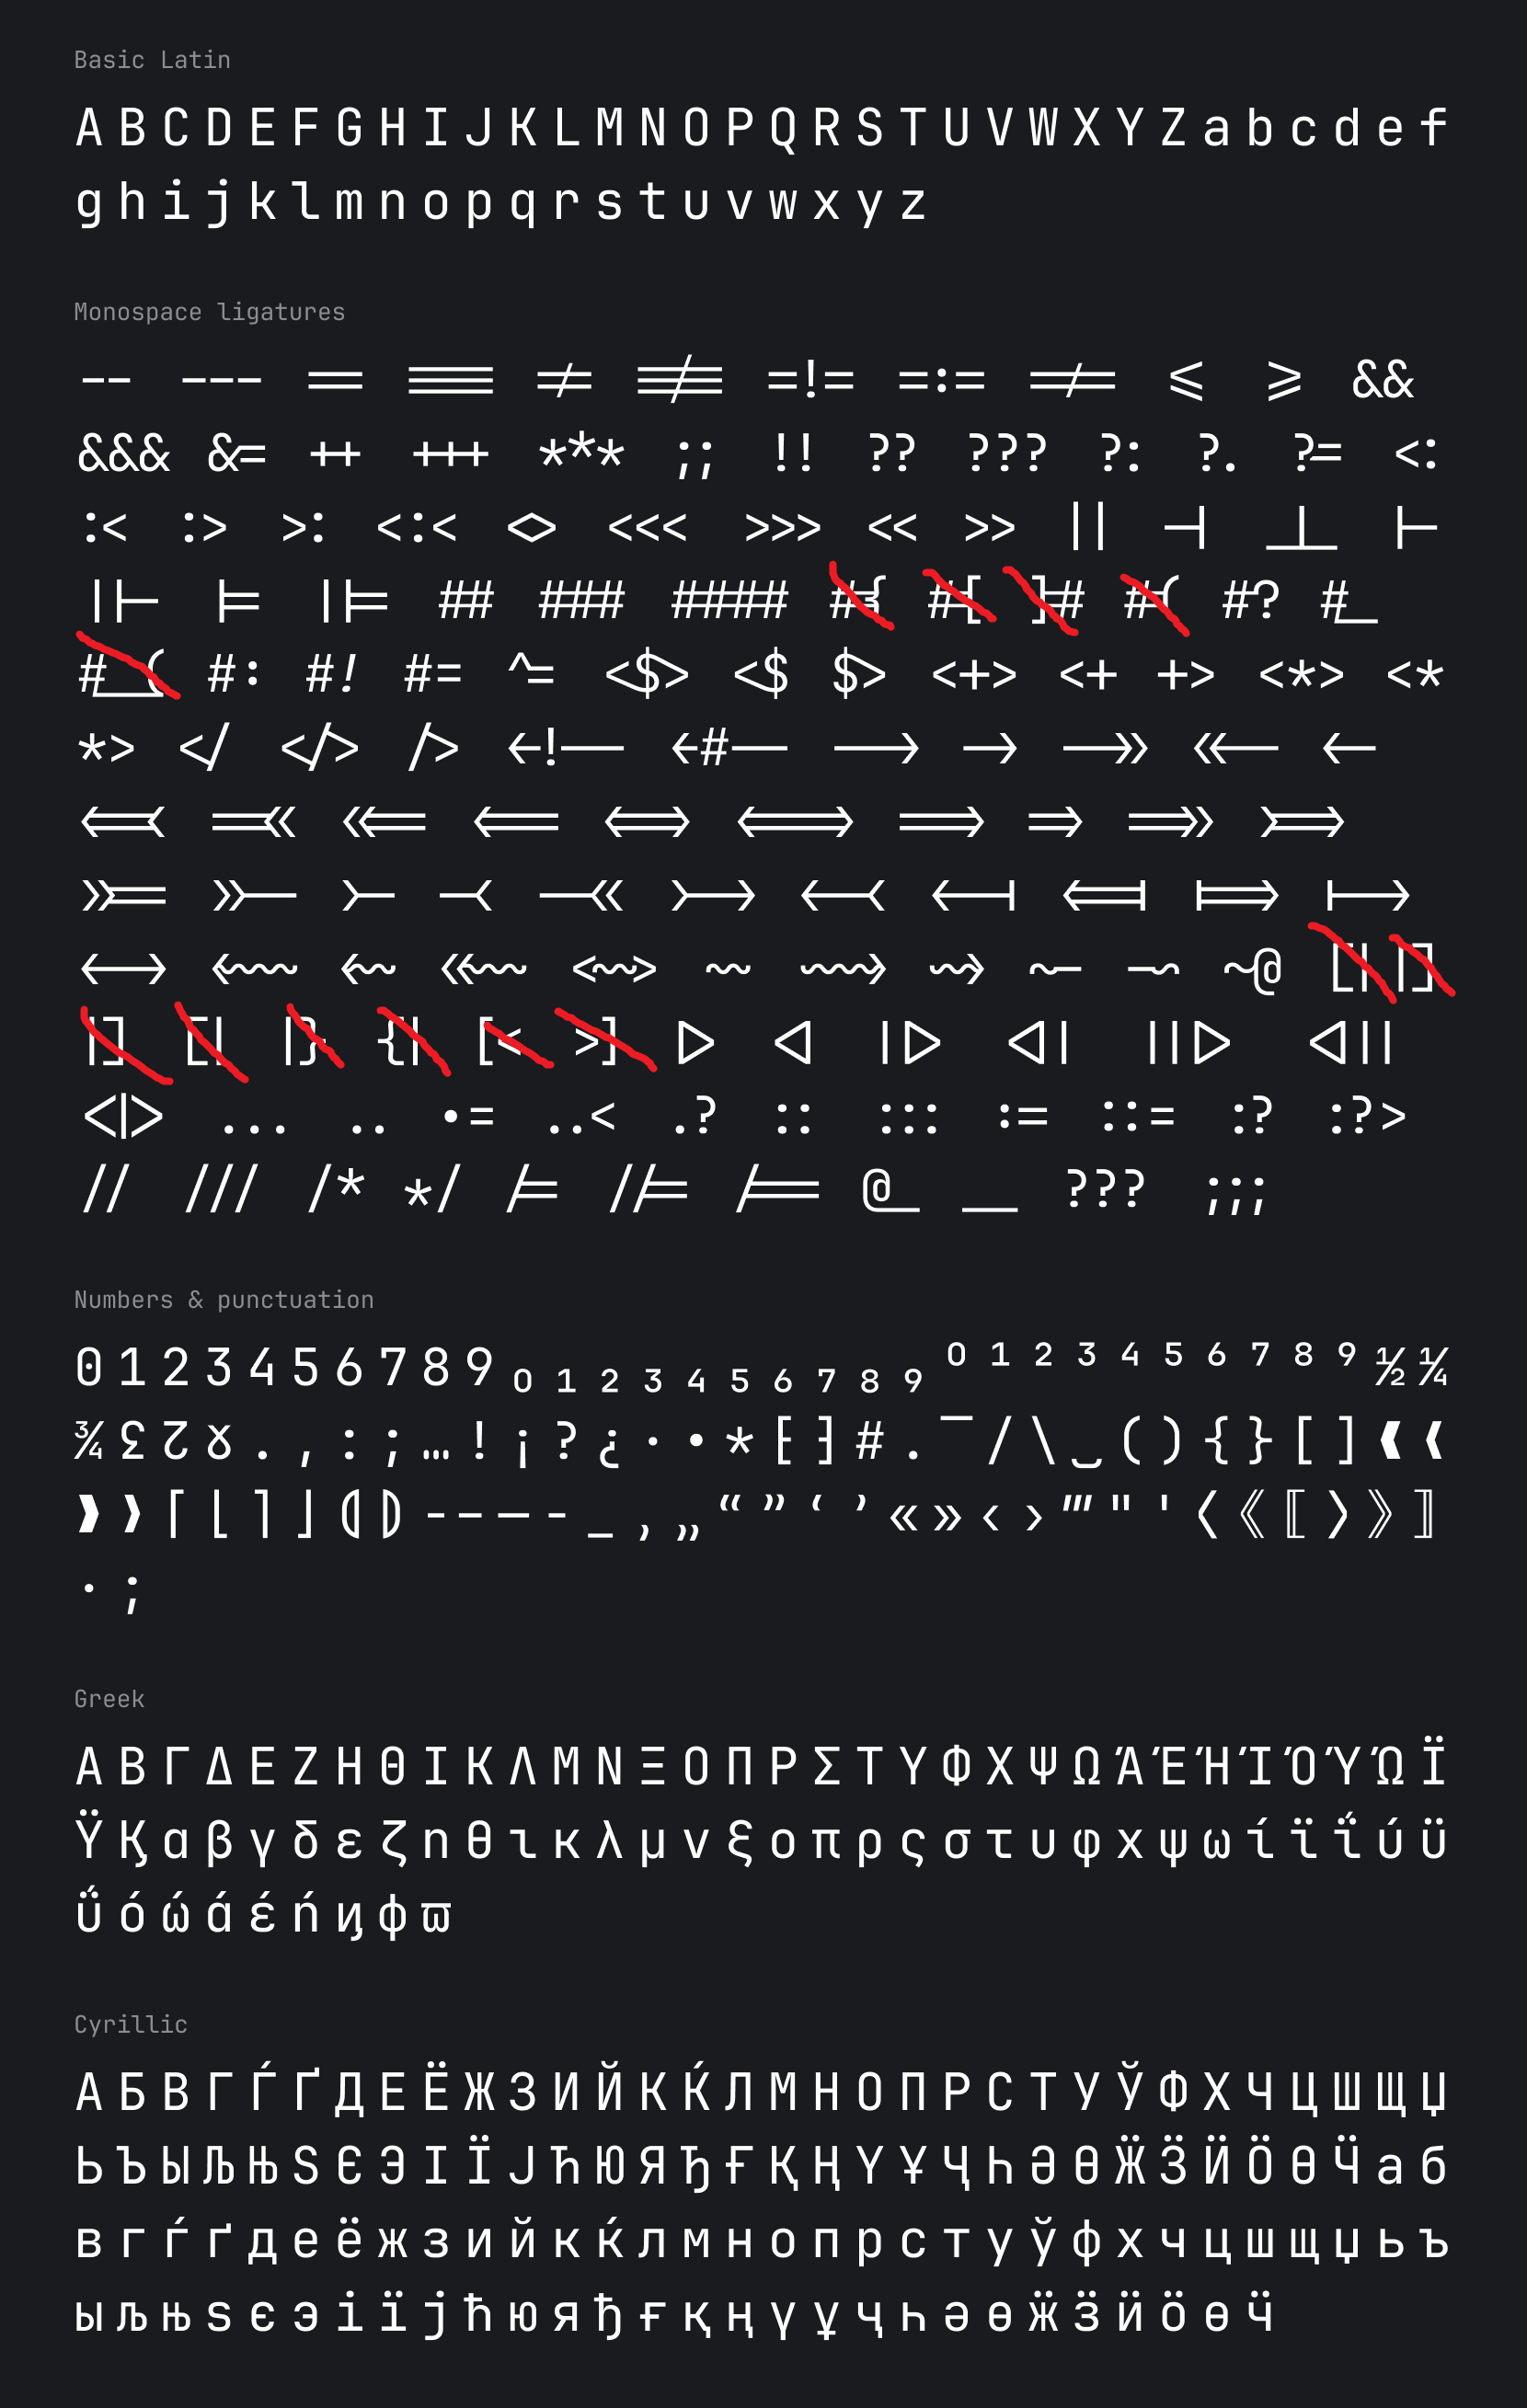 Basic Latin
A B C D E F G H I J K L M N O P Q R S T U V W X Y Z a b c d e f
g h i j k l m n o p q r s t u v w x y z
Monospace ligatures
-- --- == === != !== =!= =:= =/= <= >= &&
&&& &= ++ +++ *** ;; !! ?? ??? ?: ?. ?= <:
:< :> >: <:< <> <<< >>> << >> || -| _|_ |-
||- |= ||= ## ### #### #{ #[ ]# #( #? #_
#_( #: #! #= ^= <$> <$ $> <+> <+ +> <*> <*
*> </ </> /> <!-- <#-- --> -> ->> <<- <-
<=< =<< <<= <== <=> <==> ==> => =>> >=>
>>= >>- >- -< -<< >-> <-< <-| <=| |=> |->
<-> <~~ <~ <<~ <~> ~~ ~~> ~> ~- -~ ~@ [| |]
|] [| |} {| [< >] |> <| ||> <|| |||> <|||
<|> ... .. .= ..< .? :: ::: := ::= :? :?>
// /// /* */ /= //= /== @_ __ ??? ;;;
Numbers & punctuation
0 1 2 3 4 5 6 7 8 9 ₀ ₁ ₂ ₃ ₄ ₅ ₆ ₇ ₈ ₉ ⁰ ¹ ² ³ ⁴ ⁵ ⁶ ⁷ ⁸ ⁹ ½ ¼
¾ . , : ; … ! ¡ ? ¿ · • * ⁅ ⁆ # . ‾ / \ ‿ ( ) { } [ ] ❰ ❮
❱ ❯ ⌈ ⌊ ⌉ ⌋ ⦇ ⦈ - – — ‐ _ ‚ „ “ ” ‘ ’ « » ‹ › ‴ " ' ⟨ ⟪ ⟦ ⟩ ⟫ ⟧
· ;
Greek
Α Β Γ Δ Ε Ζ Η Θ Ι Κ Λ Μ Ν Ξ Ο Π Ρ Σ Τ Υ Φ Χ Ψ Ω Ά Έ Ή Ί Ό Ύ Ώ Ϊ
Ϋ Ϗ α β γ δ ε ζ η θ ι κ λ μ ν ξ ο π ρ ς σ τ υ φ χ ψ ω ί ϊ ΐ ύ ϋ
ΰ ό ώ ά έ ή ϗ ϕ ϖ
Cyrillic
А Б В Г Ѓ Ґ Д Е Ё Ж З И Й К Ќ Л М Н О П Р С Т У Ў Ф Х Ч Ц Ш Щ Џ
Ь Ъ Ы Љ Њ Ѕ Є Э І Ї Ј Ћ Ю Я Ђ Ғ Қ Ң Ү Ұ Ҷ Һ Ә Ө Ӝ Ӟ Ӥ Ӧ Ө Ӵ а б
в г ѓ ґ д е ё ж з и й к ќ л м н о п р с т у ў ф х ч ц ш щ џ ь ъ
ы љ њ ѕ є э і ї ј ћ ю я ђ ғ қ ң ү ұ ҷ һ ә ө ӝ ӟ ӥ ӧ ө ӵ